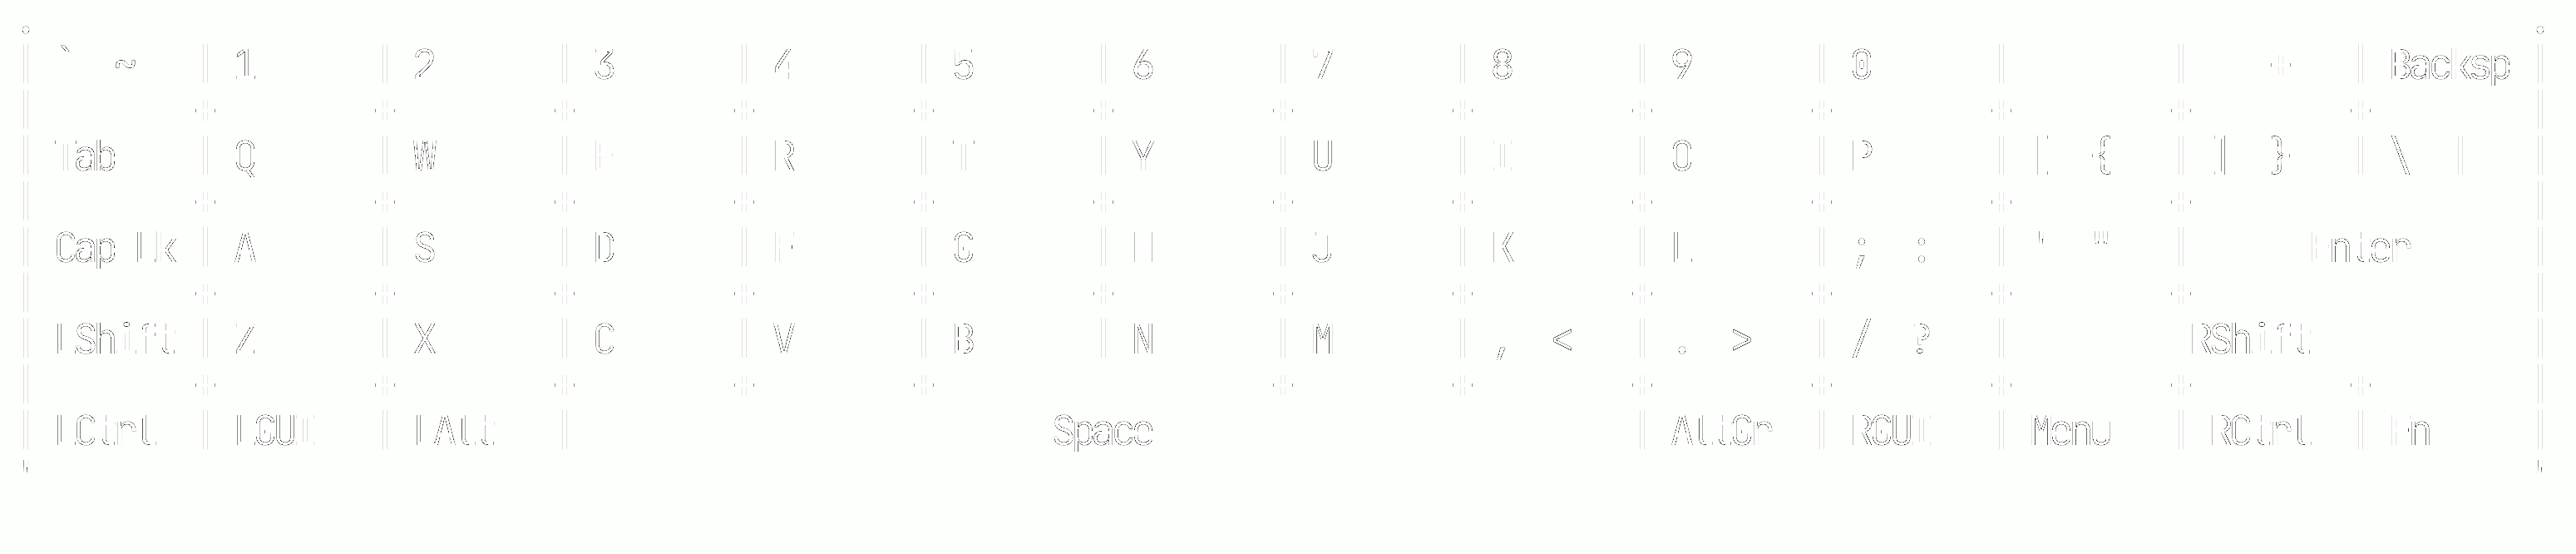 ` ~ | 1 | 2 | 3 | 4 | 5 | 6 | 7 | 8 | 9 | 0 | | + | Backsp
Tab | Q | W | E | R | T | Y | U | I | O | P | [ { | ] } | \ |
Cap Lk | A | S | D | F | G | H | J | K | L | ; : | ' " | Enter
LShift | Z | X | C | V | B | N | M | , < | . > | / ? | RShift
LCtrl | LGUI | LAlt | Space | AltGr | RGUI | Menu | RCtrl | Fn